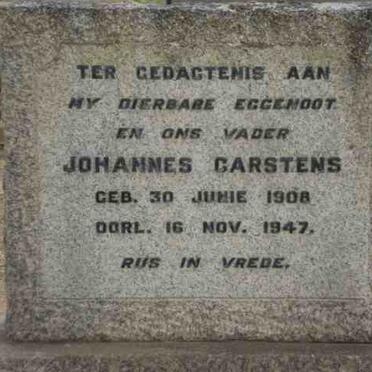 TER GEDAGTENIS AAN
MY DIERBARE EGGENOOT
EN ONS VADER
JOHANNES CARSTENS
GEB. 30 JUNIE 1908
OORL. 16 NOV. 1947.
RUS IN VREDE.